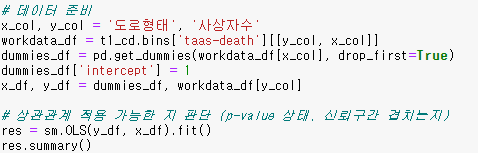 # 데이터 준비
x_col, y_col = '도로형태', '사상자수'
workdata_df = t1_cd.bins['taas-death'][[y_col, x_col]]
dummies_df = pd.get_dummies(workdata_df[x_col], drop_first=True)
dummies_df['intercept'] = 1
x_df, y_df = dummies_df, workdata_df[y_col]
# 상관관계 적용 가능한 지 판단 (p-value 상태, 신뢰구간 겹치는지)
res = sm.OLS(y_df, x_df).fit()
res.summary()